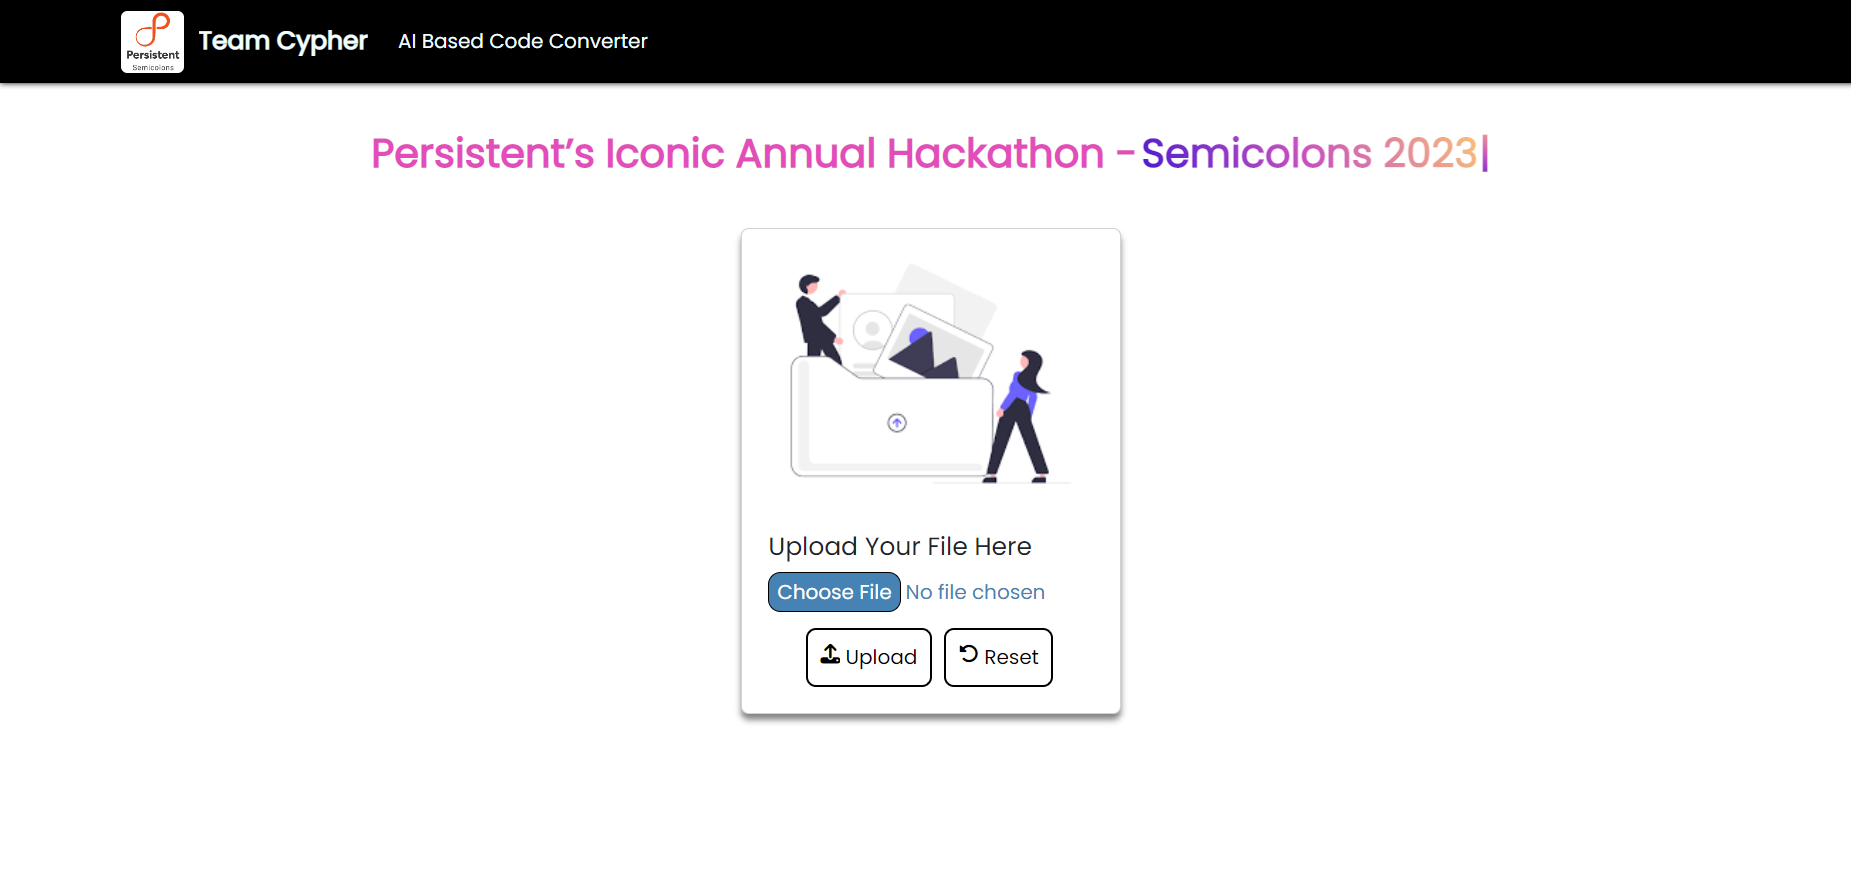 Persistent
Semicolons
Team Cypher
AI Based Code Converter
Persistent’s Iconic Annual Hackathon - Semicolons 2023|
Upload Your File Here
Choose File No file chosen
Upload Reset